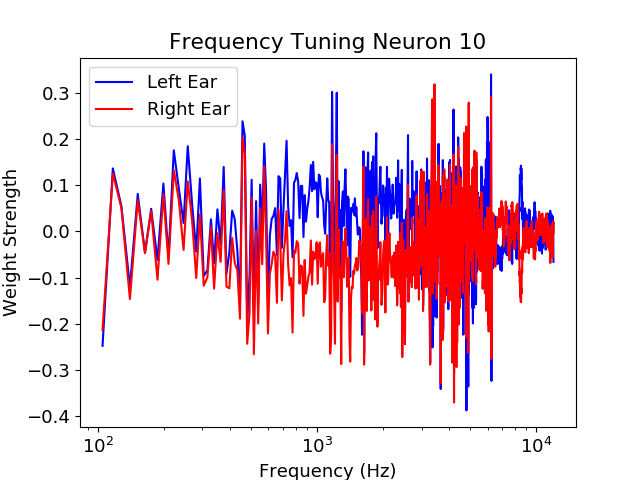 Frequency Tuning Neuron 10
Left Ear
Right Ear
Weight Strength
0.3
0.2
0.1
0.0
−0.1
−0.2
−0.3
−0.4
10² 10³ 10⁴
Frequency (Hz)